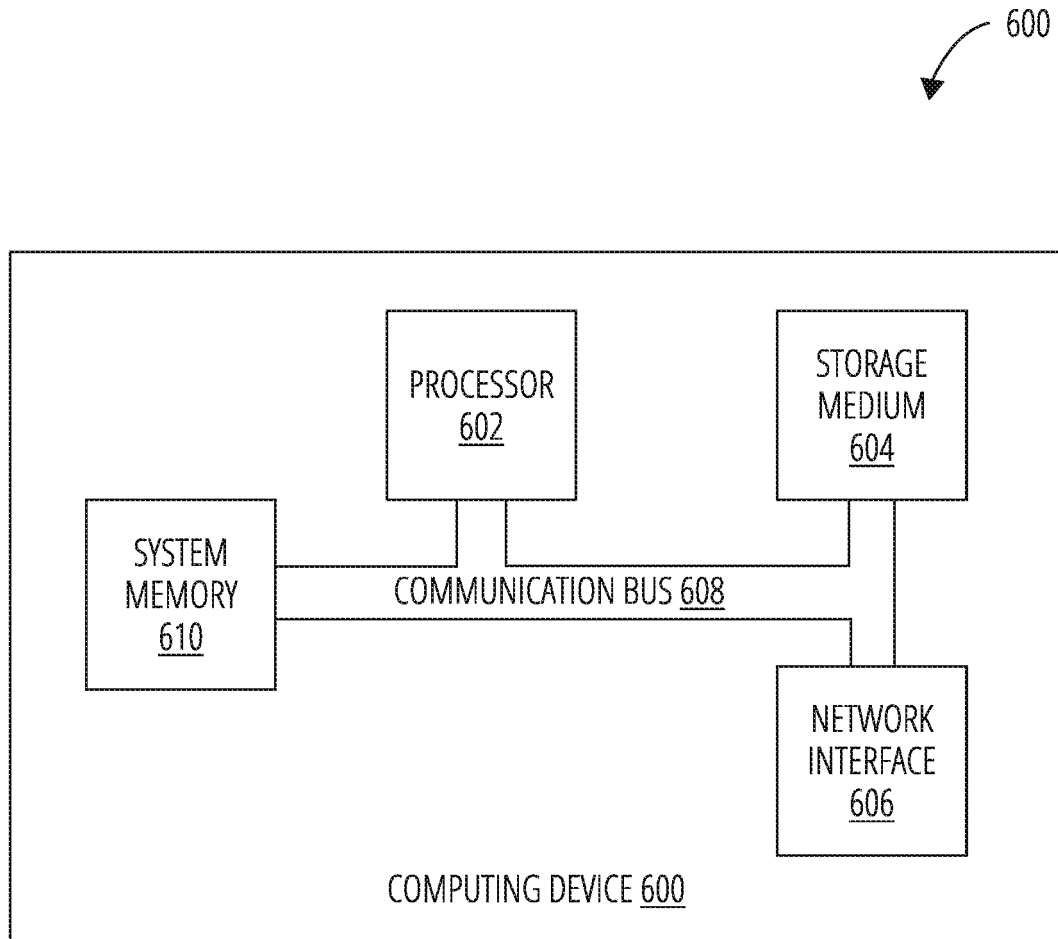 600
PROCESSOR
602
STORAGE
MEDIUM
604
SYSTEM
MEMORY
610
COMMUNICATION BUS 608
NETWORK
INTERFACE
606
COMPUTING DEVICE 600